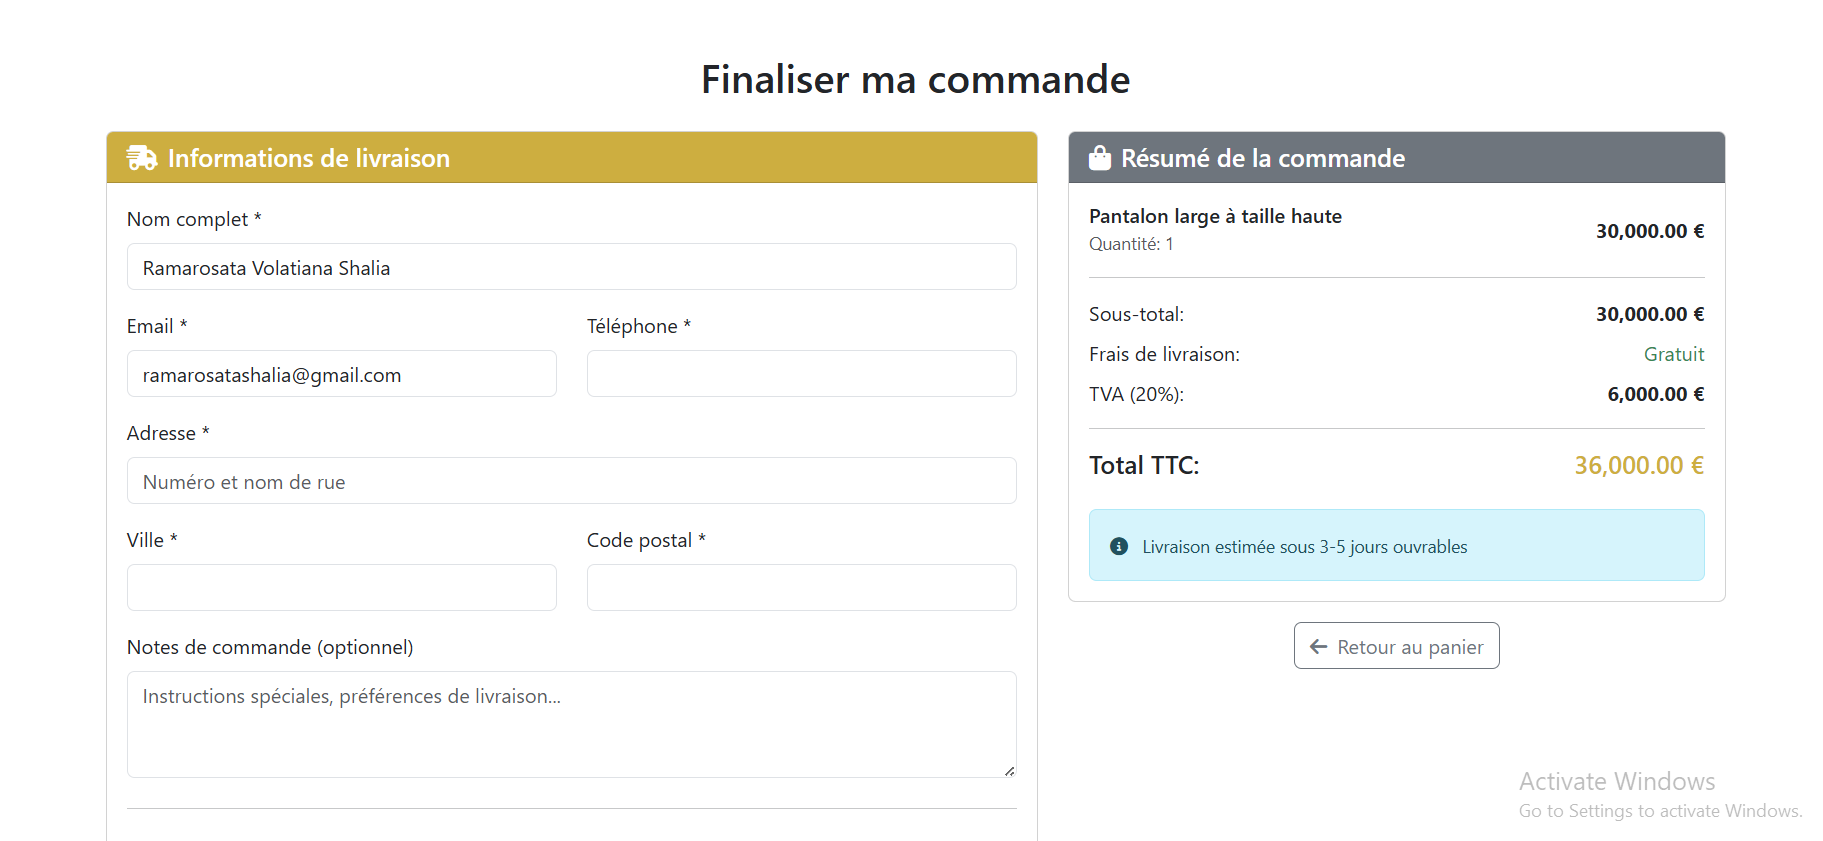 Finaliser ma commande
Informations de livraison
Nom complet *
Ramarosata Volatiana Shalia
Email *
Téléphone *
ramarosatashalia@gmail.com
Adresse *
Numéro et nom de rue
Ville *
Code postal *
Notes de commande (optionnel)
Instructions spéciales, préférences de livraison...
Résumé de la commande
Pantalon large à taille haute
Quantité: 1
30,000.00 €
Sous-total: 30,000.00 €
Frais de livraison: Gratuit
TVA (20%): 6,000.00 €
Total TTC: 36,000.00 €
Livraison estimée sous 3-5 jours ouvrables
Retour au panier
Activate Windows
Go to Settings to activate Windows.